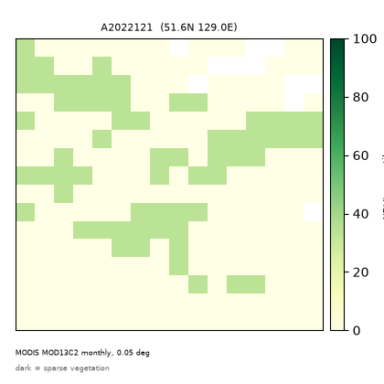 A2022121 (51.6N 129.0E)
100
80
60
40
20
0
MODIS MOD13C2 monthly, 0.05 deg
dark = sparse vegetation